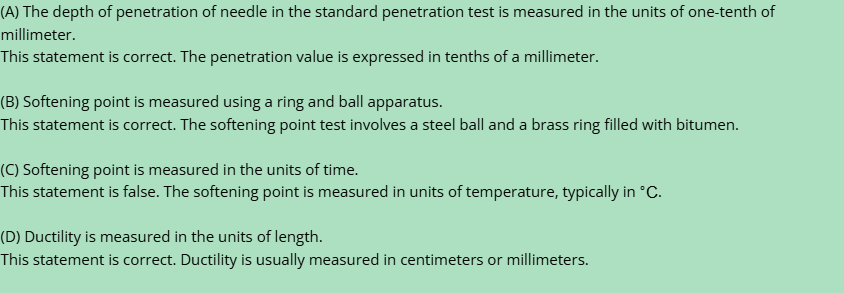 (A) The depth of penetration of needle in the standard penetration test is measured in the units of one-tenth of
millimeter.
This statement is correct. The penetration value is expressed in tenths of a millimeter.
(B) Softening point is measured using a ring and ball apparatus.
This statement is correct. The softening point test involves a steel ball and a brass ring filled with bitumen.
(C) Softening point is measured in the units of time.
This statement is false. The softening point is measured in units of temperature, typically in °C.
(D) Ductility is measured in the units of length.
This statement is correct. Ductility is usually measured in centimeters or millimeters.